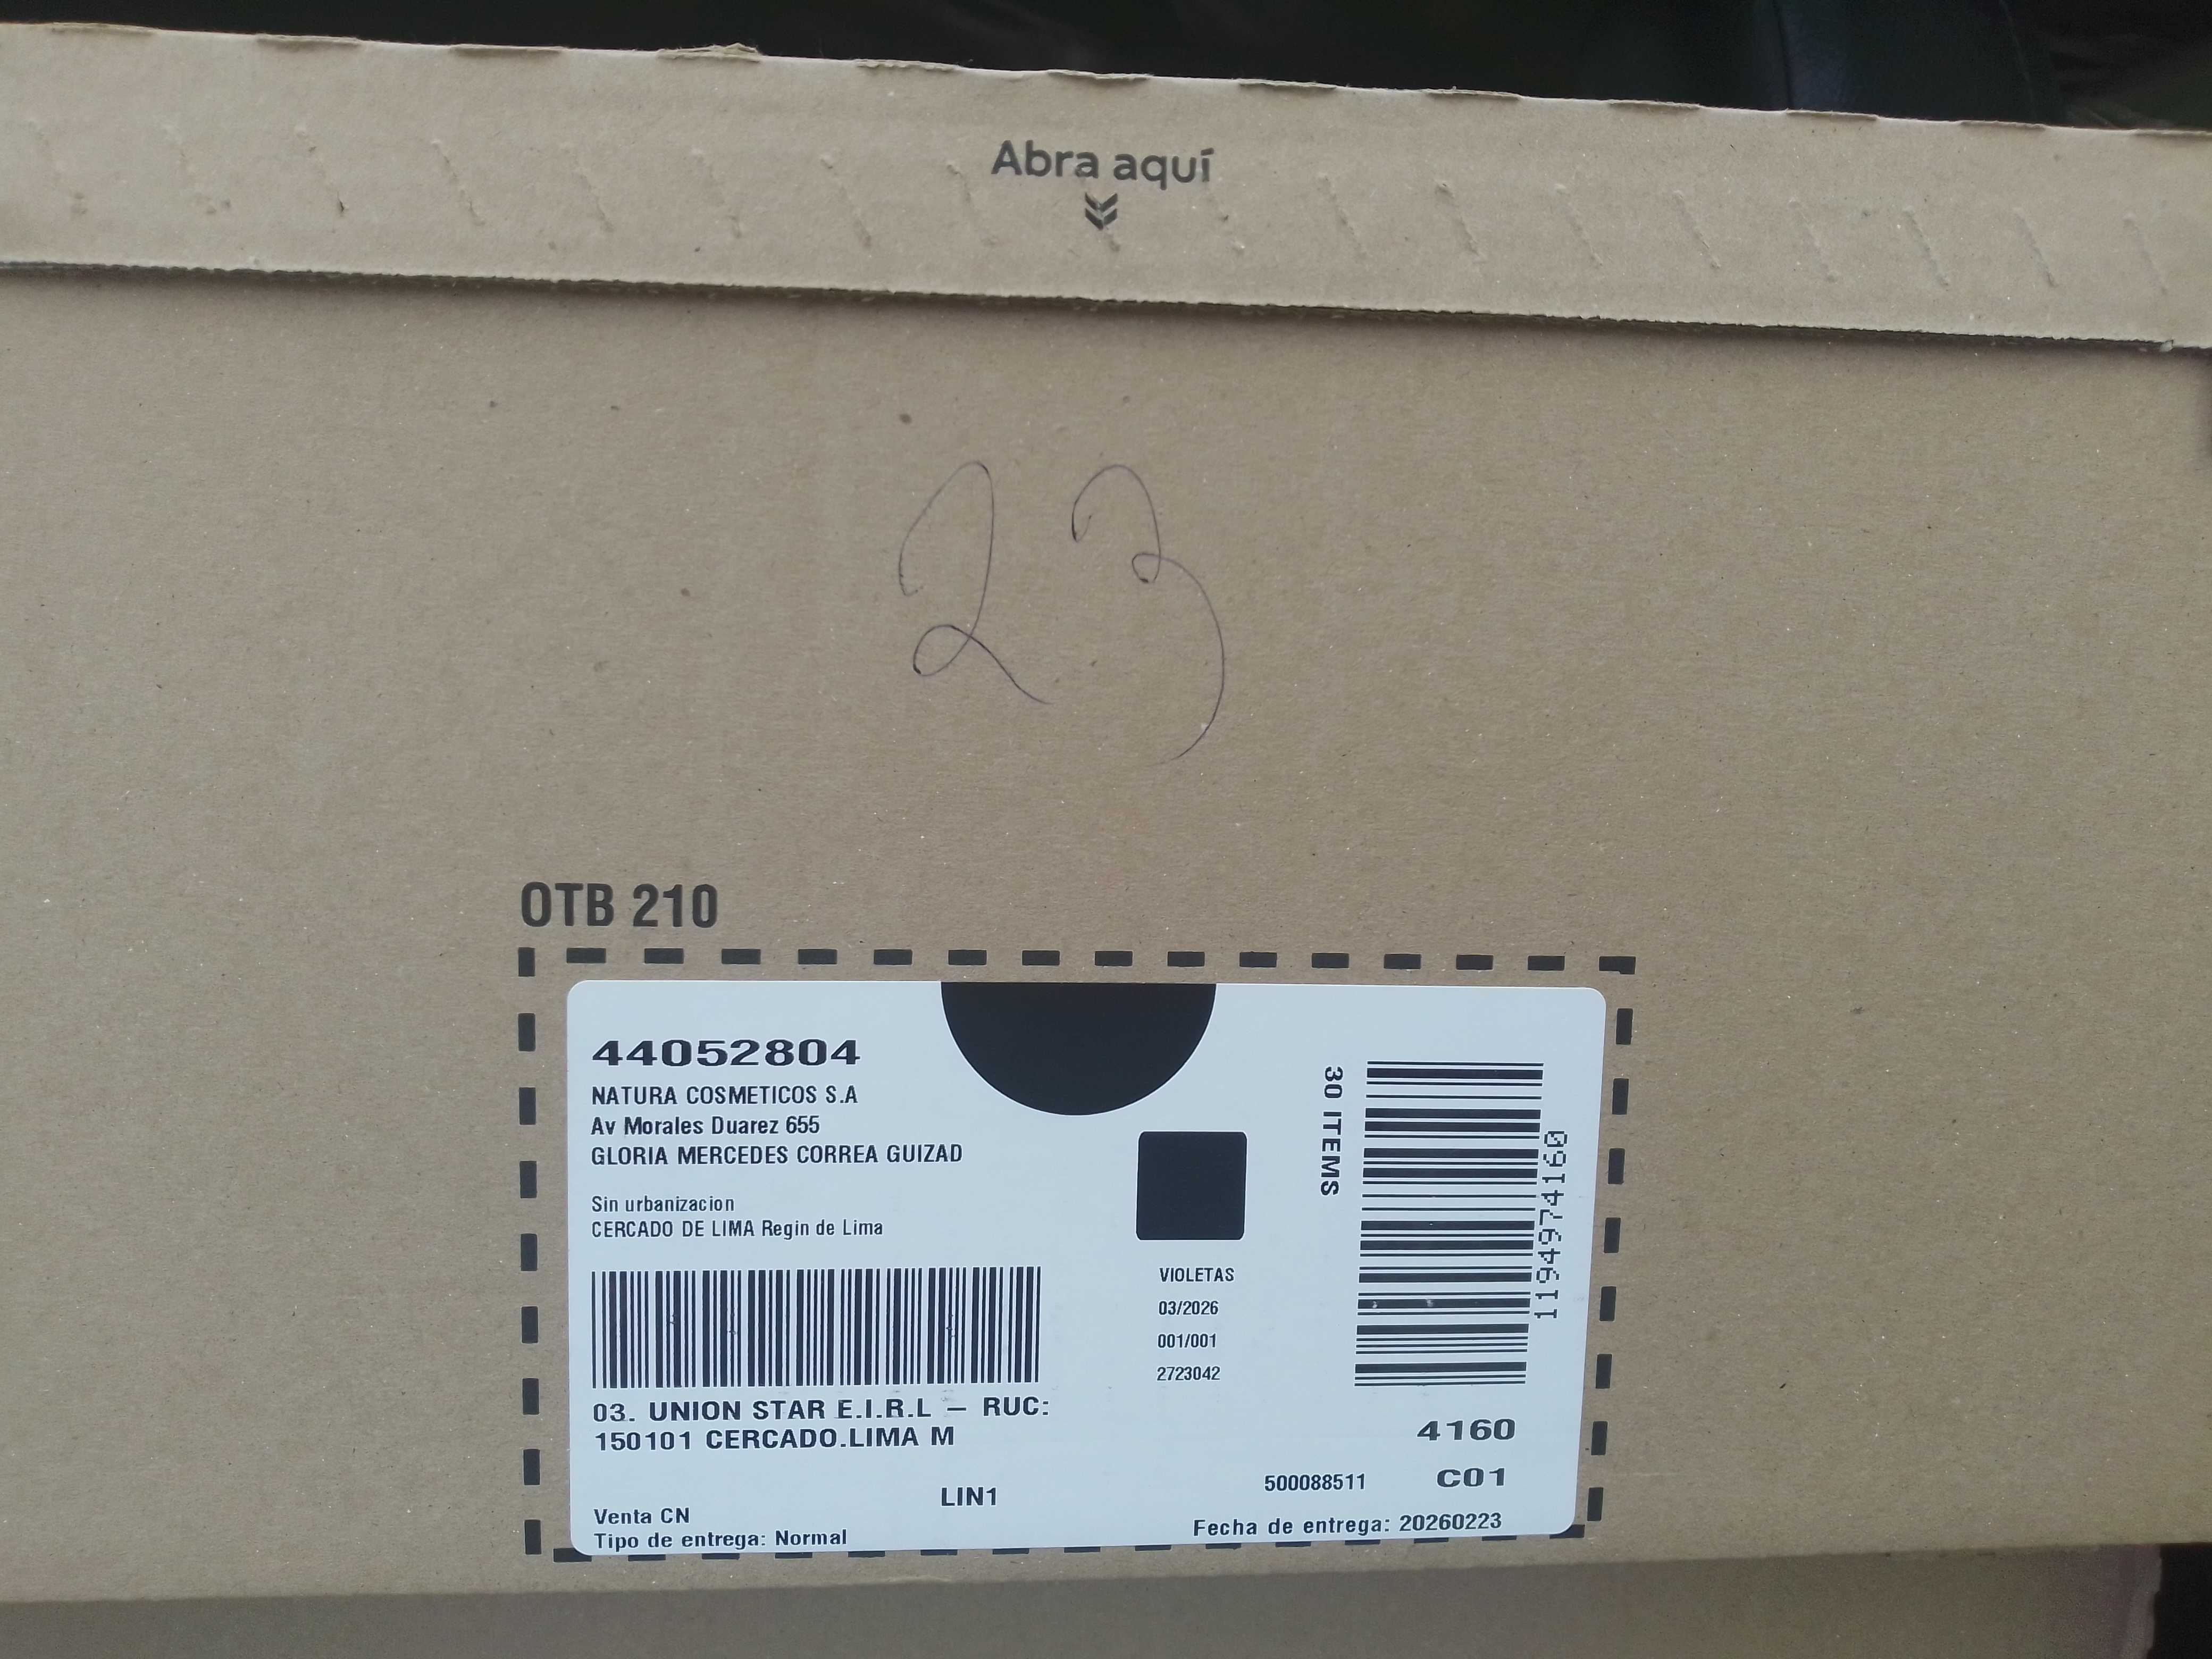 Abra aquí
23
OTB 210
44052804
NATURA COSMETICOS S.A
Av Morales Duarez 655
GLORIA MERCEDES CORREA GUIZAD
Sin urbanizacion
CERCADO DE LIMA Regin de Lima
03. UNION STAR E.I.R.L – RUC:
150101 CERCADO.LIMA M
LIN1
Venta CN
Tipo de entrega: Normal
VIOLETAS
03/2026
001/001
2723042
30 ITEMS
1194974160
4160
500088511 C01
Fecha de entrega: 20260223